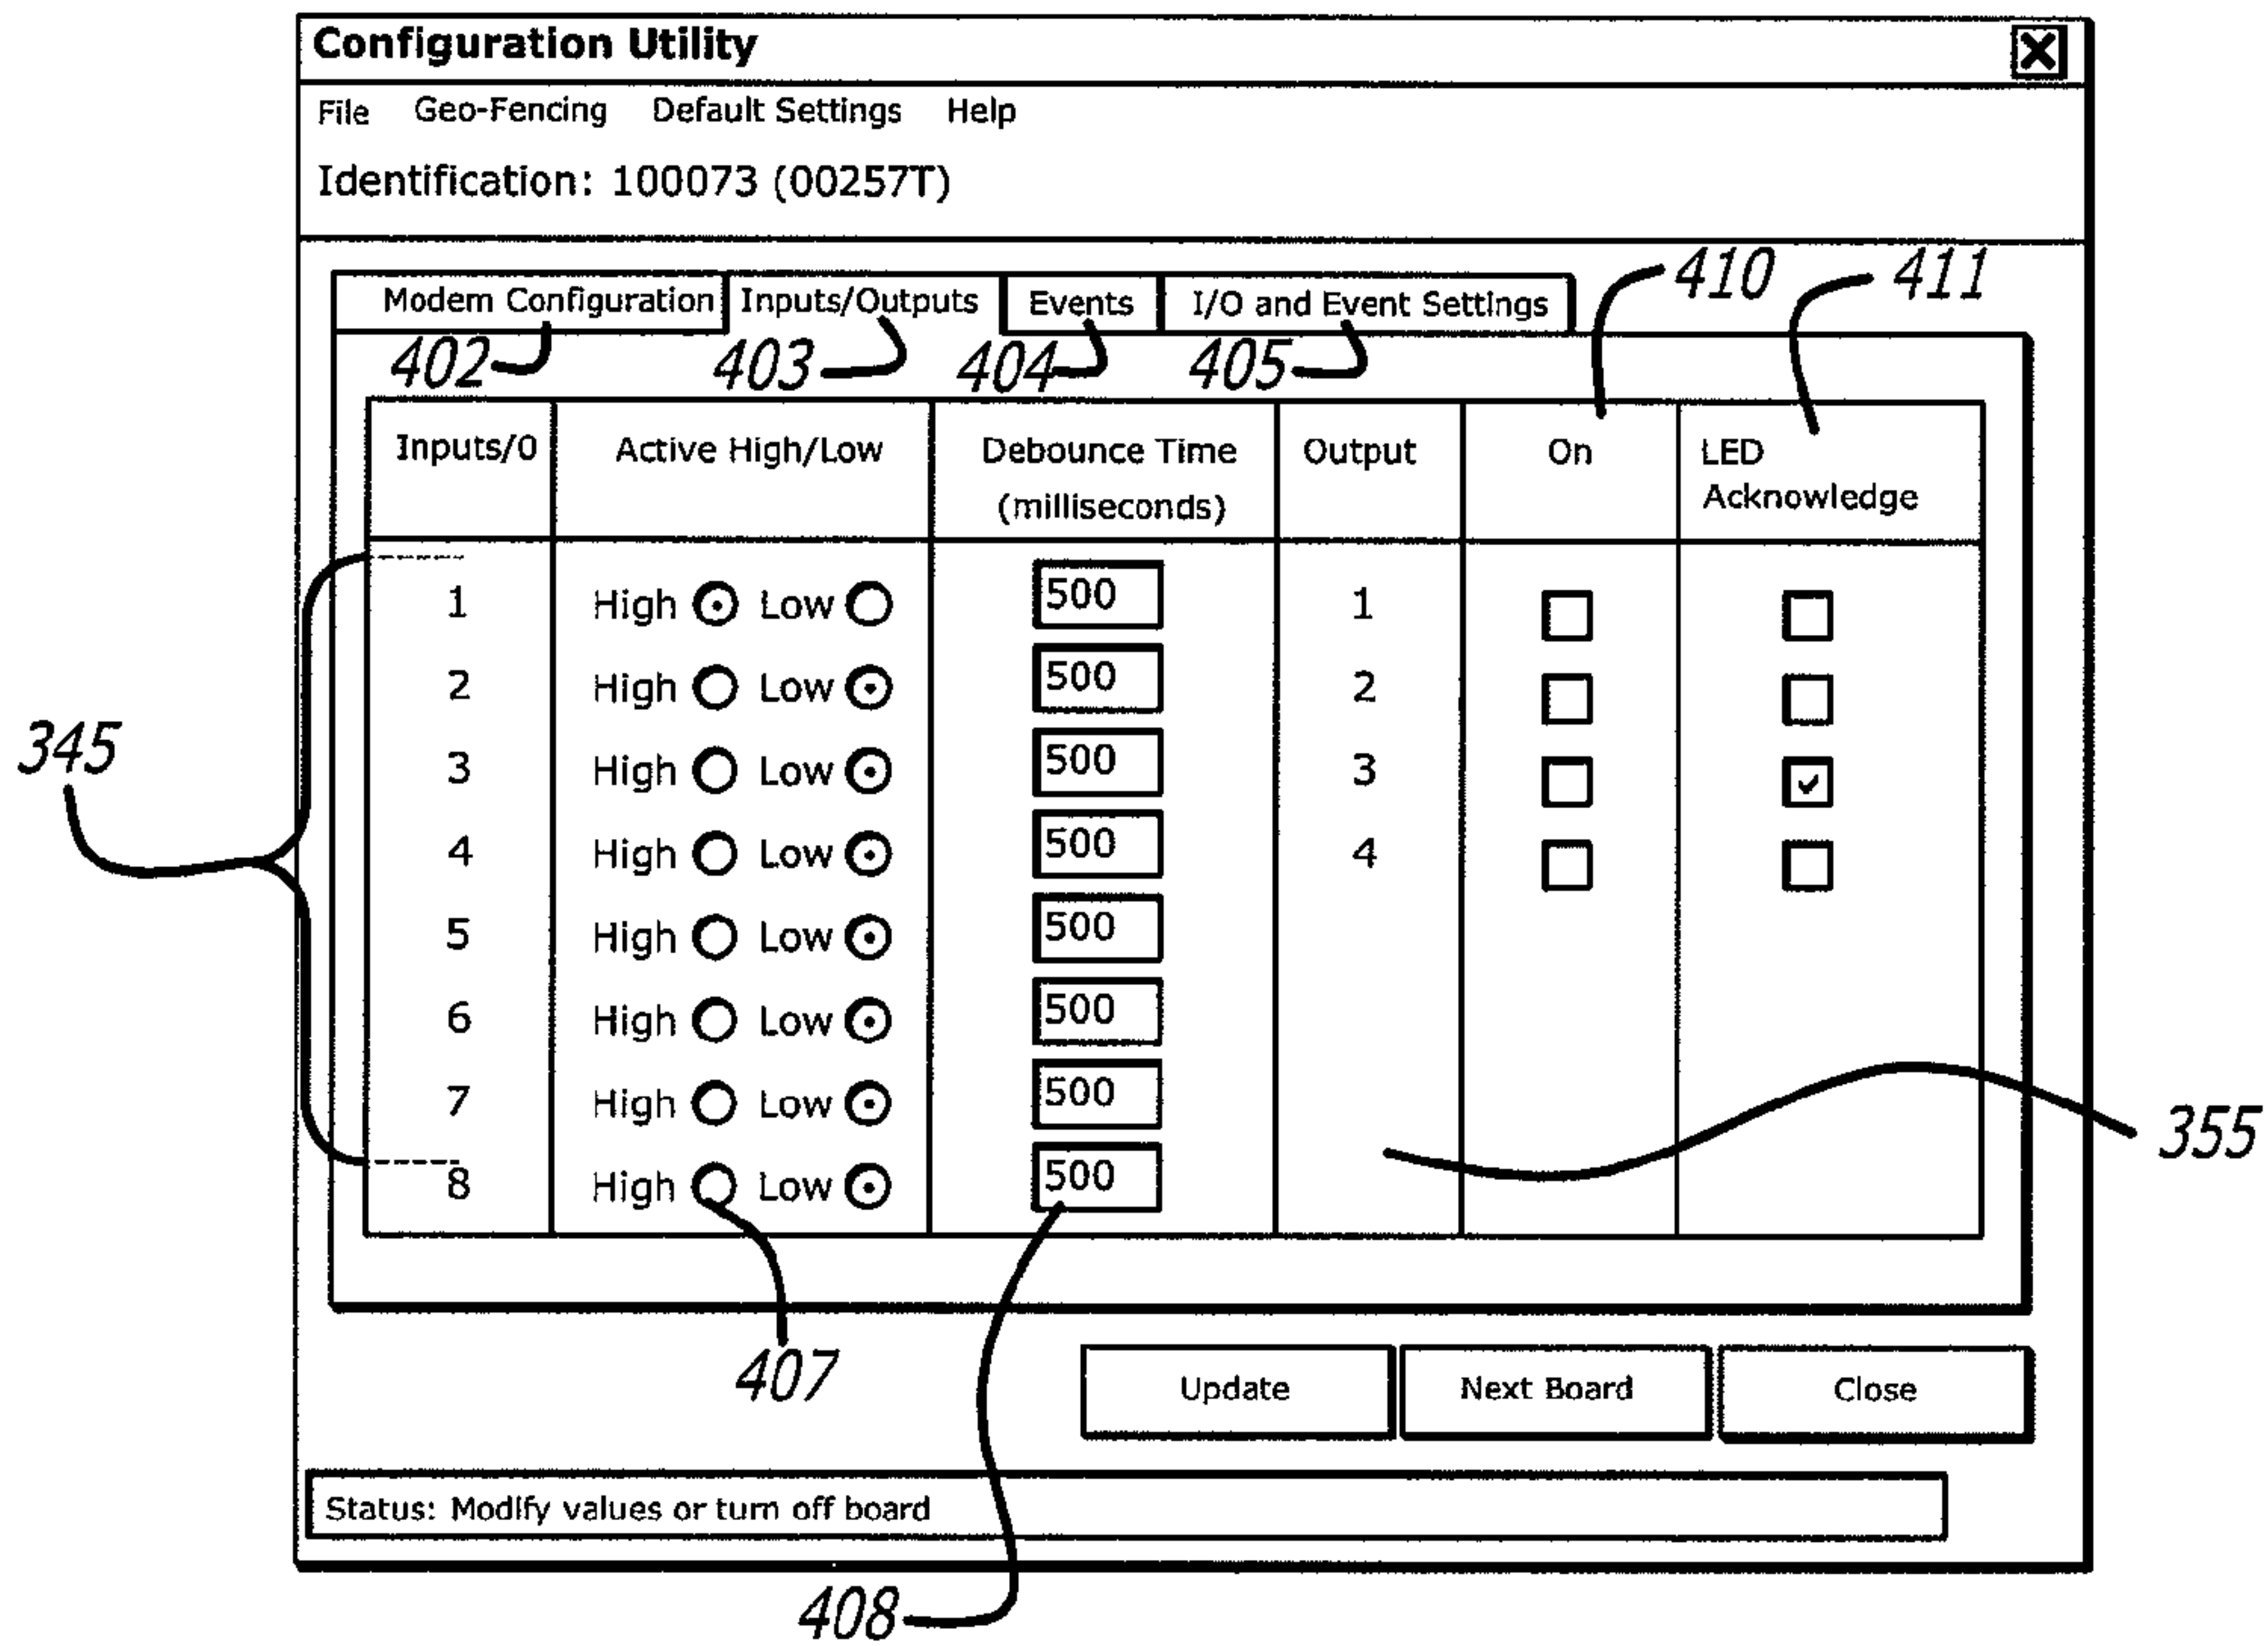 Configuration Utility
File Geo-Fencing Default Settings Help
Identification: 100073 (00257T)
410 411
Modem Configuration Inputs/Outputs Events I/O and Event Settings
402 403 404 405
Inputs/0 Active High/Low Debounce Time (milliseconds) Output On LED Acknowledge
1 High Low 500 1
2 High Low 500 2
3 High Low 500 3
345
4 High Low 500 4
5 High Low 500
6 High Low 500
7 High Low 500
355
8 High Low 500
407
Update Next Board Close
Status: Modify values or turn off board
408